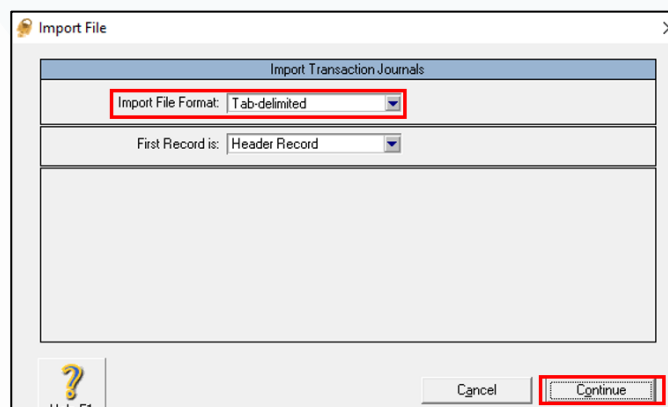 Import File
Import Transaction Journals
Import File Format: Tab-delimited
First Record is: Header Record
Cancel
Continue